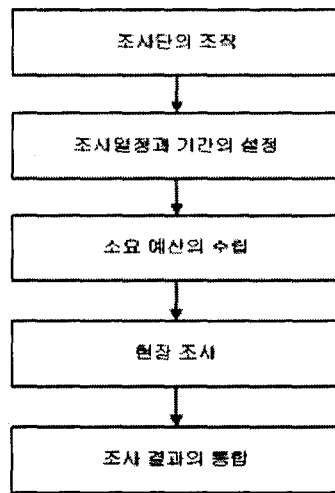 조사단의 조직
조사일정과 기간의 설정
소요 예산의 수립
현장 조사
조사 결과의 통합